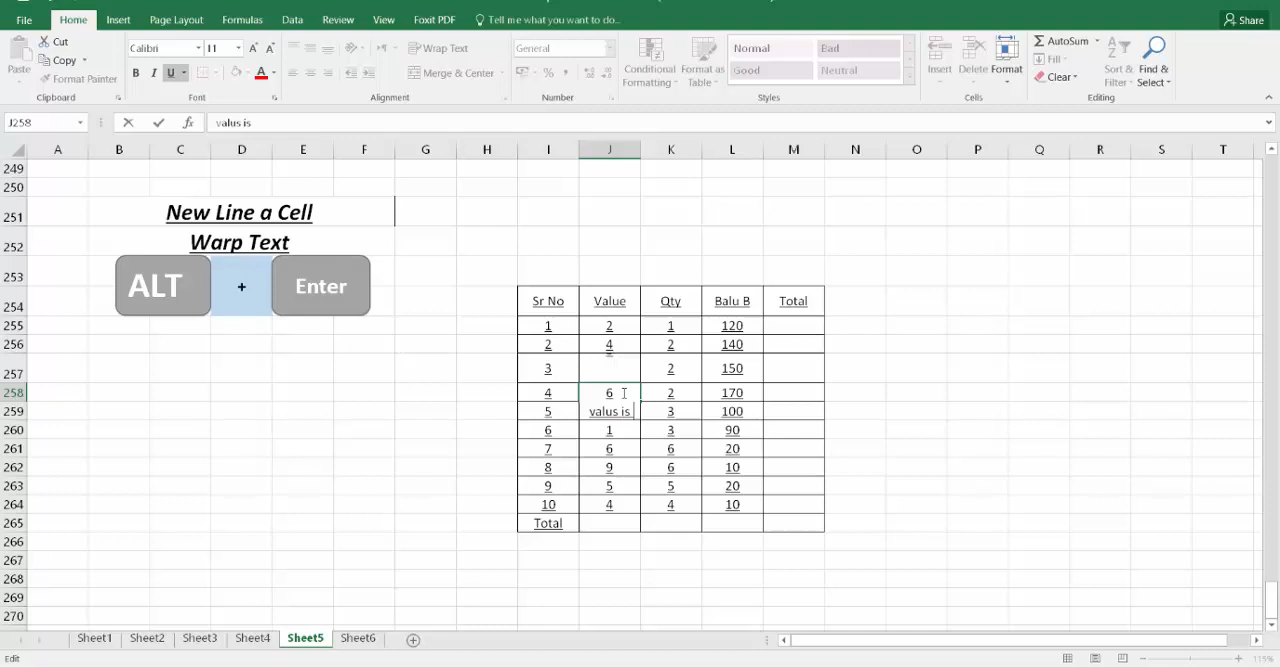 File Home Insert Page Layout Formulas Data Review View Foxit PDF Tell me what you want to do... Share
Paste Cut Copy Format Painter Clipboard
Calibri 11 A A B I U A Font
Wrap Text Merge & Center Alignment
General % Number
Conditional Formatting Format as Table Normal Bad Good Neutral Styles
Insert Delete Format Cells
AutoSum Fill Clear Sort & Filter Find & Select Editing
J258 fx valus is
A B C D E F G H I J K L M N O P Q R S T
249
250
251 New Line a Cell
252 Warp Text
253 ALT + Enter
254 Sr No Value Qty Balu B Total
255 1 2 1 120
256 2 4 2 140
257 3 2 150
258 4 6 2 170
259 5 valus is 3 100
260 6 1 3 90
261 7 6 6 20
262 8 9 6 10
263 9 5 5 20
264 10 4 4 10
265 Total
266
267
268
269
270
Sheet1 Sheet2 Sheet3 Sheet4 Sheet5 Sheet6
Edit 115%